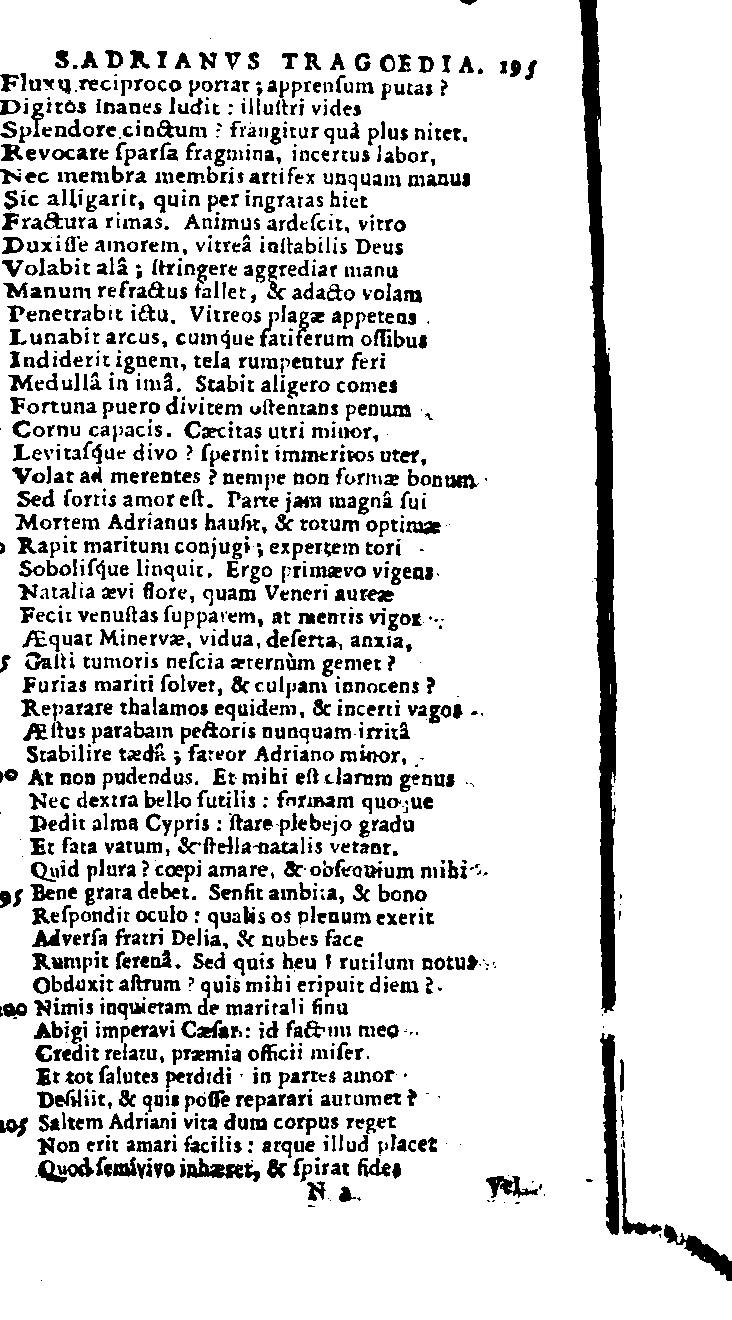 S. ADRIANVS TRAGOEDIA. 195
Fluxu reciproco portat ; apprenſum putas ?
Digitos inanes ludit : illuſtri vides
Splendore cinctum ? frangitur quà plus nitet.
Revocare ſparſa fragmina, incertus labor,
Nec membra membris artifex unquam manus
Sic alligarit, quin per ingratas hiet
Fractura rimas. Animus ardeſcit, vitro
Duxiſſe amorem, vitreâ inſtabilis Deus
Volabit alâ ; ſtringere aggrediar manu
Manum refractus fallet, & adacto volam
Penetrabit ictu. Vitreos plagæ appetens
Lunabit arcus, cumq́ue fatiferum oſſibus
Indiderit ignem, tela rumpentur feri
Medullâ in imâ. Stabit aligero comes
Fortuna puero divitem oſtentans penum
Cornu capacis. Cæcitas utri minor,
Levitaſq́ue divo ? ſpernit immeritos uter,
Volat ad merentes ? nempe non formæ bonum
Sed ſortis amor eſt. Parte jam magnâ ſui
Mortem Adrianus hauſit, & totum optimæ
Rapit maritum conjugi ; expertem tori
Soboliſq́ue linquit. Ergo primævo vigens
Natalia ævi flore, quam Veneri aureæ
Fecit venuſtas ſupparem, at mentis vigor
Æquat Minervæ, vidua, deſerta, anxia,
5 Caſti tumoris neſcia æternùm gemet ?
Furias mariti ſolvet, & culpam innocens ?
Reparare thalamos equidem, & incerti vagos
Æſtus parabam pectoris nunquam irritâ
Stabilire tædâ ; fateor Adriano minor,
90 At non pudendus. Et mihi eſt clarum genus
Nec dextra bello futilis : formam quoque
Dedit alma Cypris : ſtare plebejo gradu
Et fata vatum, & ſtella natalis vetant.
Quid plura ? cœpi amare, & obſequium mihi
95 Bene grata debet. Senſit ambita, & bono
Reſpondit oculo : qualis os plenum exerit
Adverſa fratri Delia, & nubes face
Rumpit ſerenâ. Sed quis heu ! rutilum notus
Obduxit aſtrum ? quis mihi eripuit diem ?
100 Nimis inquietam de maritali ſinu
Abigi imperavi Cæſar : id factum meo
Credit relatu, præmia officii miſer.
Et tot ſalutes perdidi in partes amor
Deſiliit, & quis poſſe reparari autumet ?
105 Saltem Adriani vita dum corpus reget
Non erit amari facilis : atque illud placet
Quod ſemivivo inhæret, & ſpirat fides
N 2 Vel